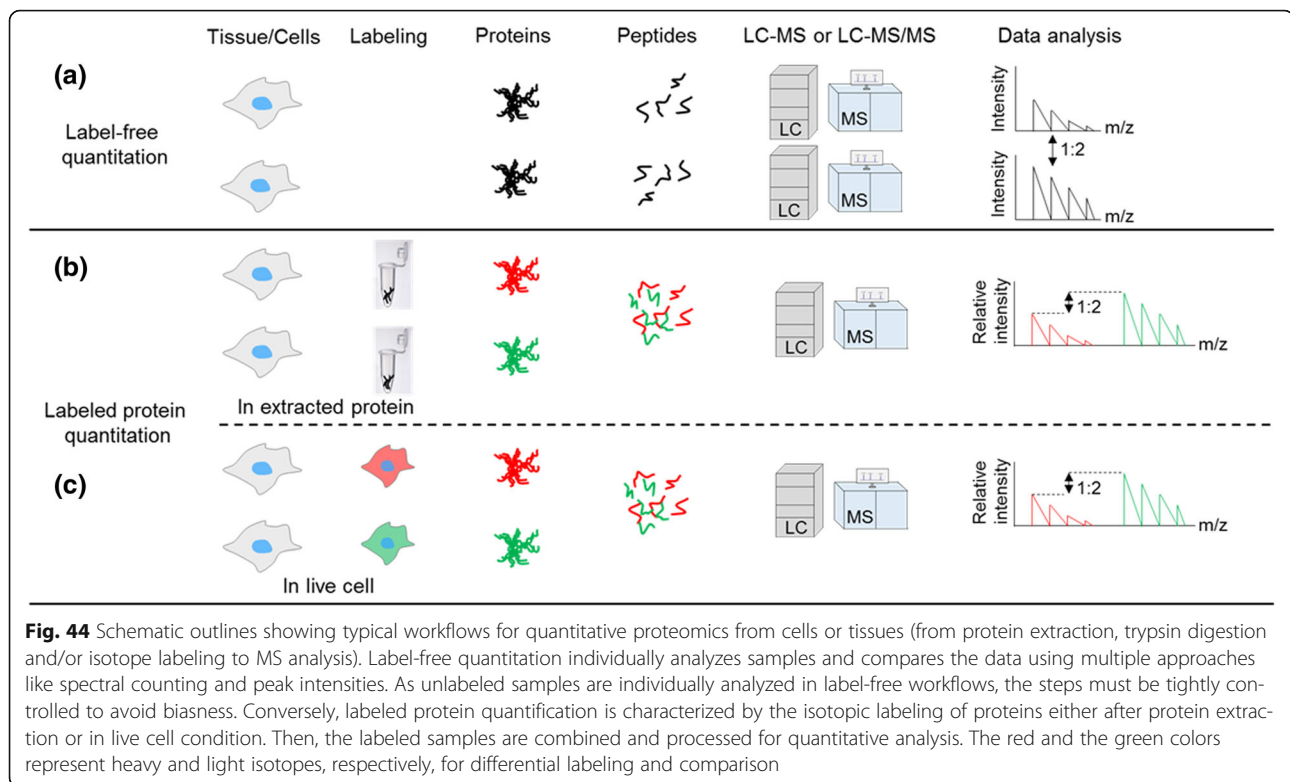 Tissue/Cells Labeling Proteins Peptides LC-MS or LC-MS/MS Data analysis
(a)
Label-free
quantitation
LC
MS
Intensity
m/z
1:2
LC
MS
Intensity
m/z
(b)
LC
MS
Relative
intensity
1:2
m/z
In extracted protein
Labeled protein
quantitation
(c)
LC
MS
Relative
intensity
1:2
m/z
In live cell
Fig. 44 Schematic outlines showing typical workflows for quantitative proteomics from cells or tissues (from protein extraction, trypsin digestion
and/or isotope labeling to MS analysis). Label-free quantitation individually analyzes samples and compares the data using multiple approaches
like spectral counting and peak intensities. As unlabeled samples are individually analyzed in label-free workflows, the steps must be tightly con-
trolled to avoid biasness. Conversely, labeled protein quantification is characterized by the isotopic labeling of proteins either after protein extrac-
tion or in live cell condition. Then, the labeled samples are combined and processed for quantitative analysis. The red and the green colors
represent heavy and light isotopes, respectively, for differential labeling and comparison